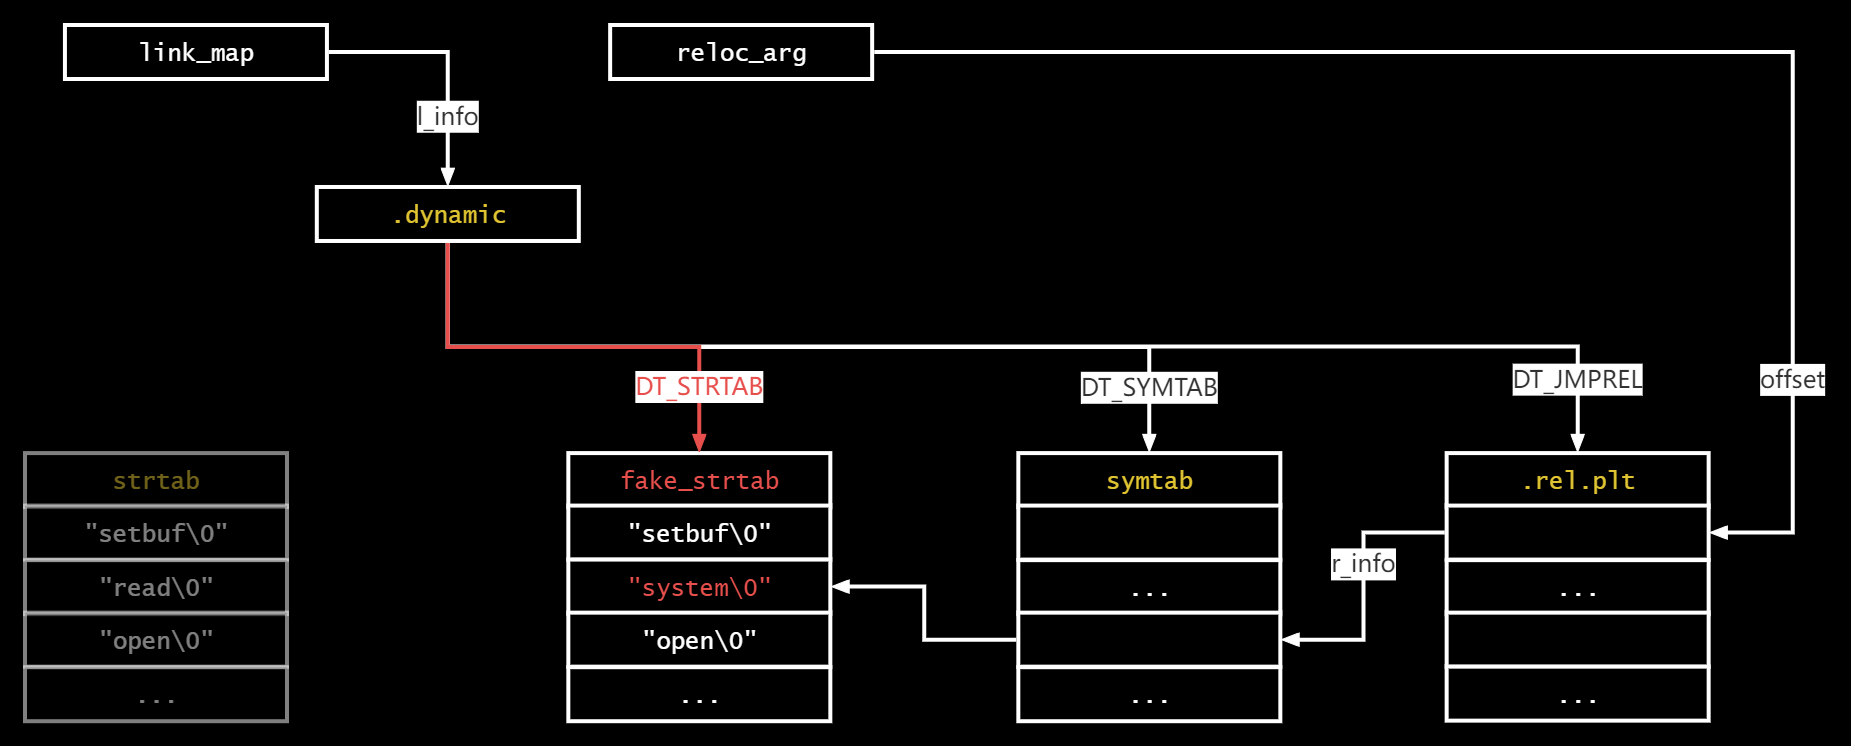 link_map
reloc_arg
l_info
.dynamic
DT_STRTAB
DT_SYMTAB
DT_JMPREL
offset
strtab
"setbuf\0"
"read\0"
"open\0"
...
fake_strtab
"setbuf\0"
"system\0"
"open\0"
...
symtab
...
...
r_info
.rel.plt
...
...